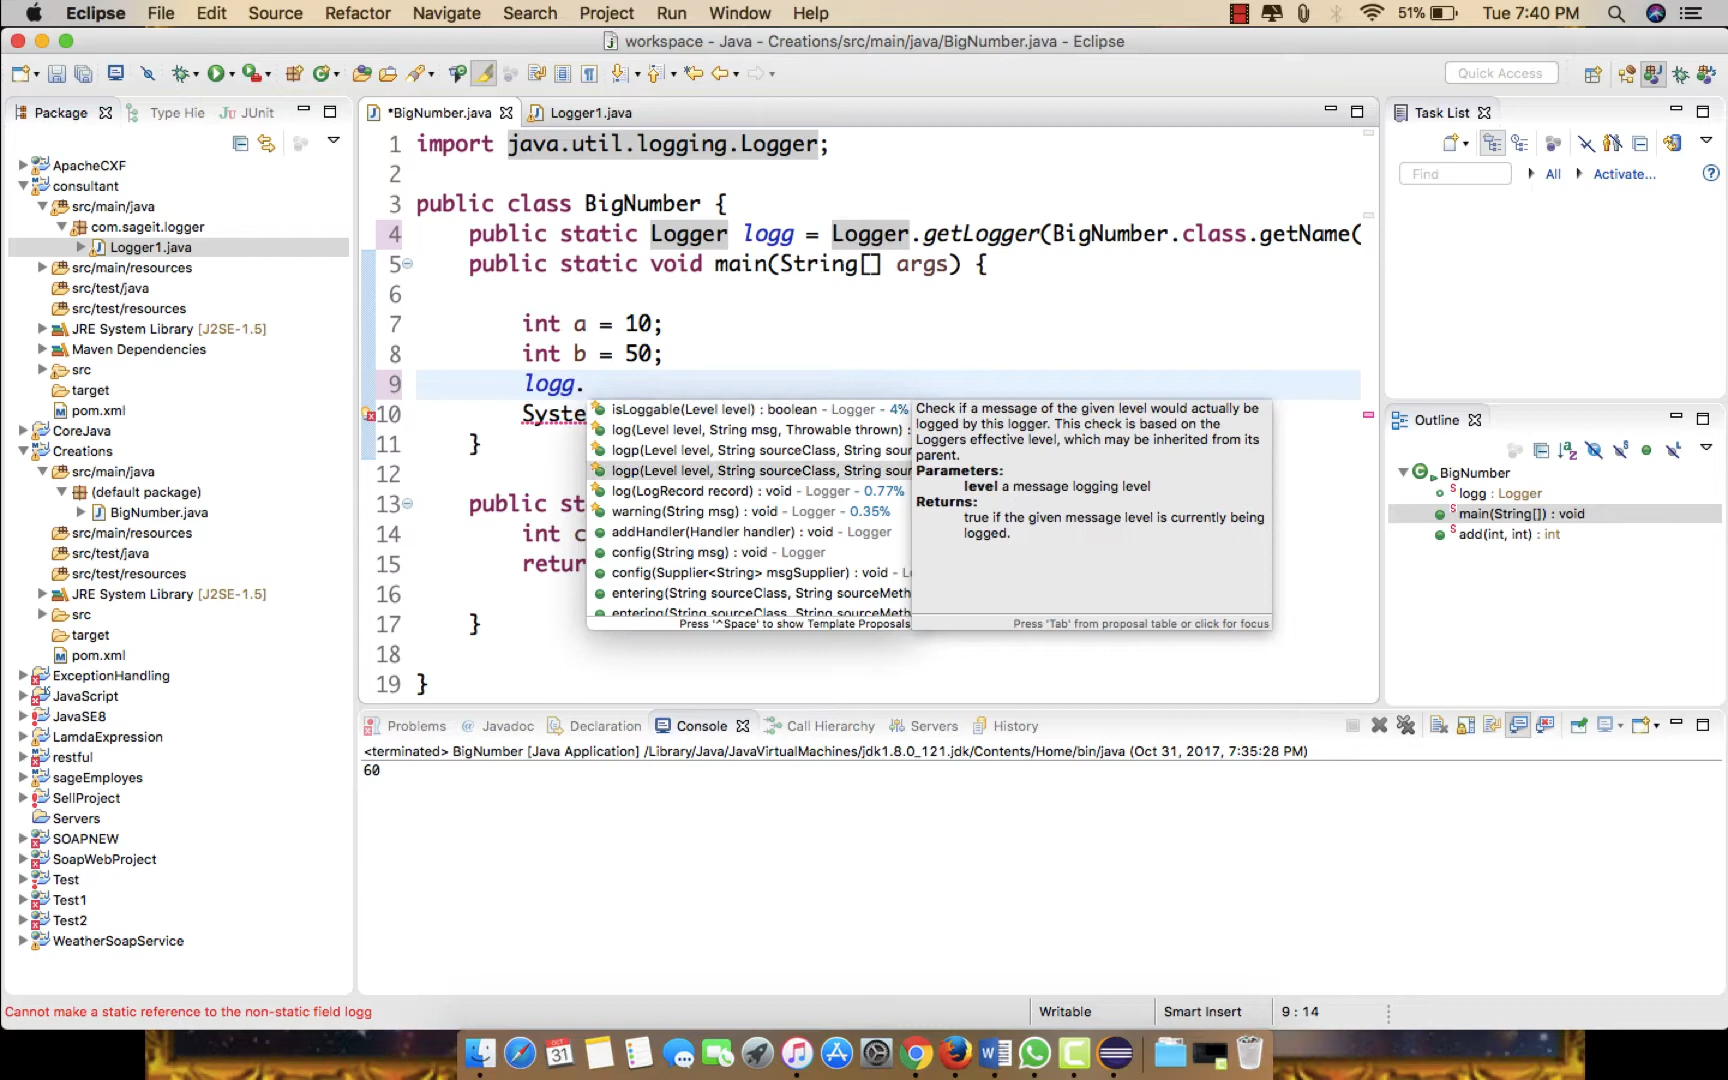 Eclipse File Edit Source Refactor Navigate Search Project Run Window Help 51% Tue 7:40 PM
workspace - Java - Creations/src/main/java/BigNumber.java - Eclipse
Quick Access
Package Type Hie JUnit
ApacheCXF
consultant
src/main/java
com.sageit.logger
Logger1.java
src/main/resources
src/test/java
src/test/resources
JRE System Library [J2SE-1.5]
Maven Dependencies
src
target
pom.xml
CoreJava
Creations
src/main/java
(default package)
BigNumber.java
src/main/resources
src/test/java
src/test/resources
JRE System Library [J2SE-1.5]
src
target
pom.xml
ExceptionHandling
JavaScript
JavaSE8
LamdaExpression
restful
sageEmployes
SellProject
Servers
SOAPNEW
SoapWebProject
Test
Test1
Test2
WeatherSoapService
*BigNumber.java Logger1.java
1 import java.util.logging.Logger;
2
3 public class BigNumber {
4 public static Logger logg = Logger.getLogger(BigNumber.class.getName(
5 public static void main(String[] args) {
6
7 int a = 10;
8 int b = 50;
9 logg.
10 Syste
11 }
12
13 public st
14 int c
15 retur
16
17 }
18
19 }
isLoggable(Level level) : boolean - Logger - 4%
log(Level level, String msg, Throwable thrown) :
logp(Level level, String sourceClass, String sour
logp(Level level, String sourceClass, String sour
log(LogRecord record) : void - Logger - 0.77%
warning(String msg) : void - Logger - 0.35%
addHandler(Handler handler) : void - Logger
config(String msg) : void - Logger
config(Supplier<String> msgSupplier) : void - Lo
entering(String sourceClass, String sourceMeth
entering(String sourceClass, String sourceMeth
Press '^Space' to show Template Proposals
Check if a message of the given level would actually be
logged by this logger. This check is based on the
Loggers effective level, which may be inherited from its
parent.
Parameters:
level a message logging level
Returns:
true if the given message level is currently being
logged.
Press 'Tab' from proposal table or click for focus
Task List
Find All Activate...
Outline
BigNumber
logg : Logger
main(String[]) : void
add(int, int) : int
Problems Javadoc Declaration Console Call Hierarchy Servers History
<terminated> BigNumber [Java Application] /Library/Java/JavaVirtualMachines/jdk1.8.0_121.jdk/Contents/Home/bin/java (Oct 31, 2017, 7:35:28 PM)
60
Cannot make a static reference to the non-static field logg
Writable Smart Insert 9 : 14
OCT
31